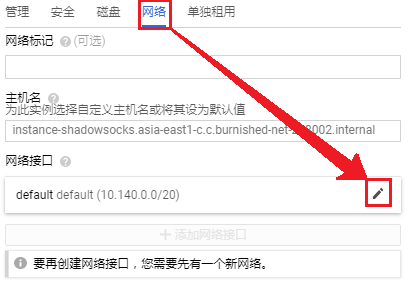 管理 安全 磁盘 网络 单独租用
网络标记 (可选)
主机名
为此实例选择自定义主机名或将其设为默认值
instance-shadowsocks.asia-east1-c.c.burnished-net- 2002.internal
网络接口
default default (10.140.0.0/20)
添加网络接口
要再创建网络接口，您需要先有一个新网络。